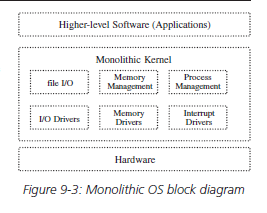 Higher-level Software (Applications)
Monolithic Kernel
file I/O
Memory
Management
Process
Management
I/O Drivers
Memory
Drivers
Interrupt
Drivers
Hardware
Figure 9-3: Monolithic OS block diagram